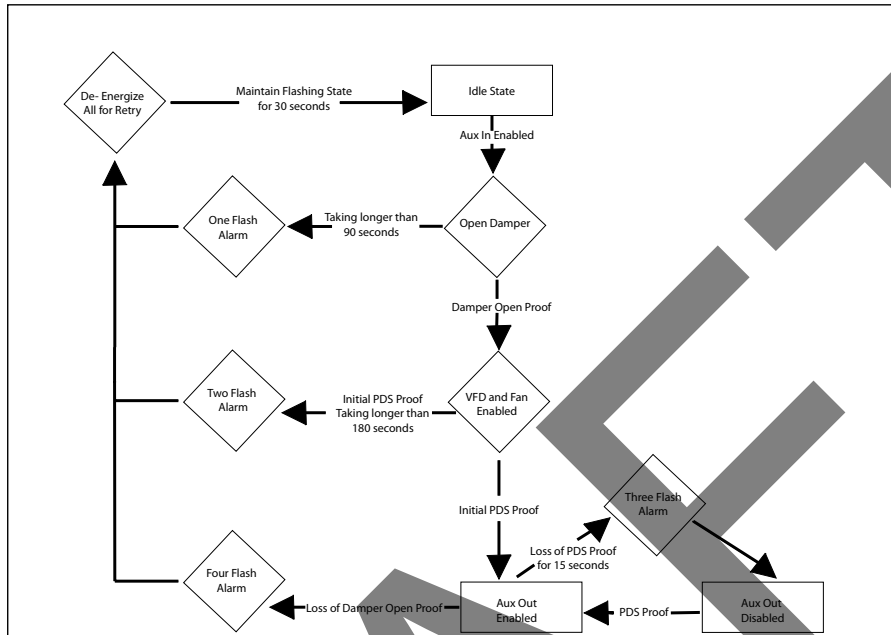 De- Energize
All for Retry
Maintain Flashing State
for 30 seconds
Idle State
Aux In Enabled
One Flash
Alarm
Taking longer than
90 seconds
Open Damper
Damper Open Proof
Two Flash
Alarm
Initial PDS Proof
Taking longer than
180 seconds
VFD and Fan
Enabled
Initial PDS Proof
Three Flash
Alarm
Loss of PDS Proof
for 15 seconds
Four Flash
Alarm
Loss of Damper Open Proof
Aux Out
Enabled
PDS Proof
Aux Out
Disabled